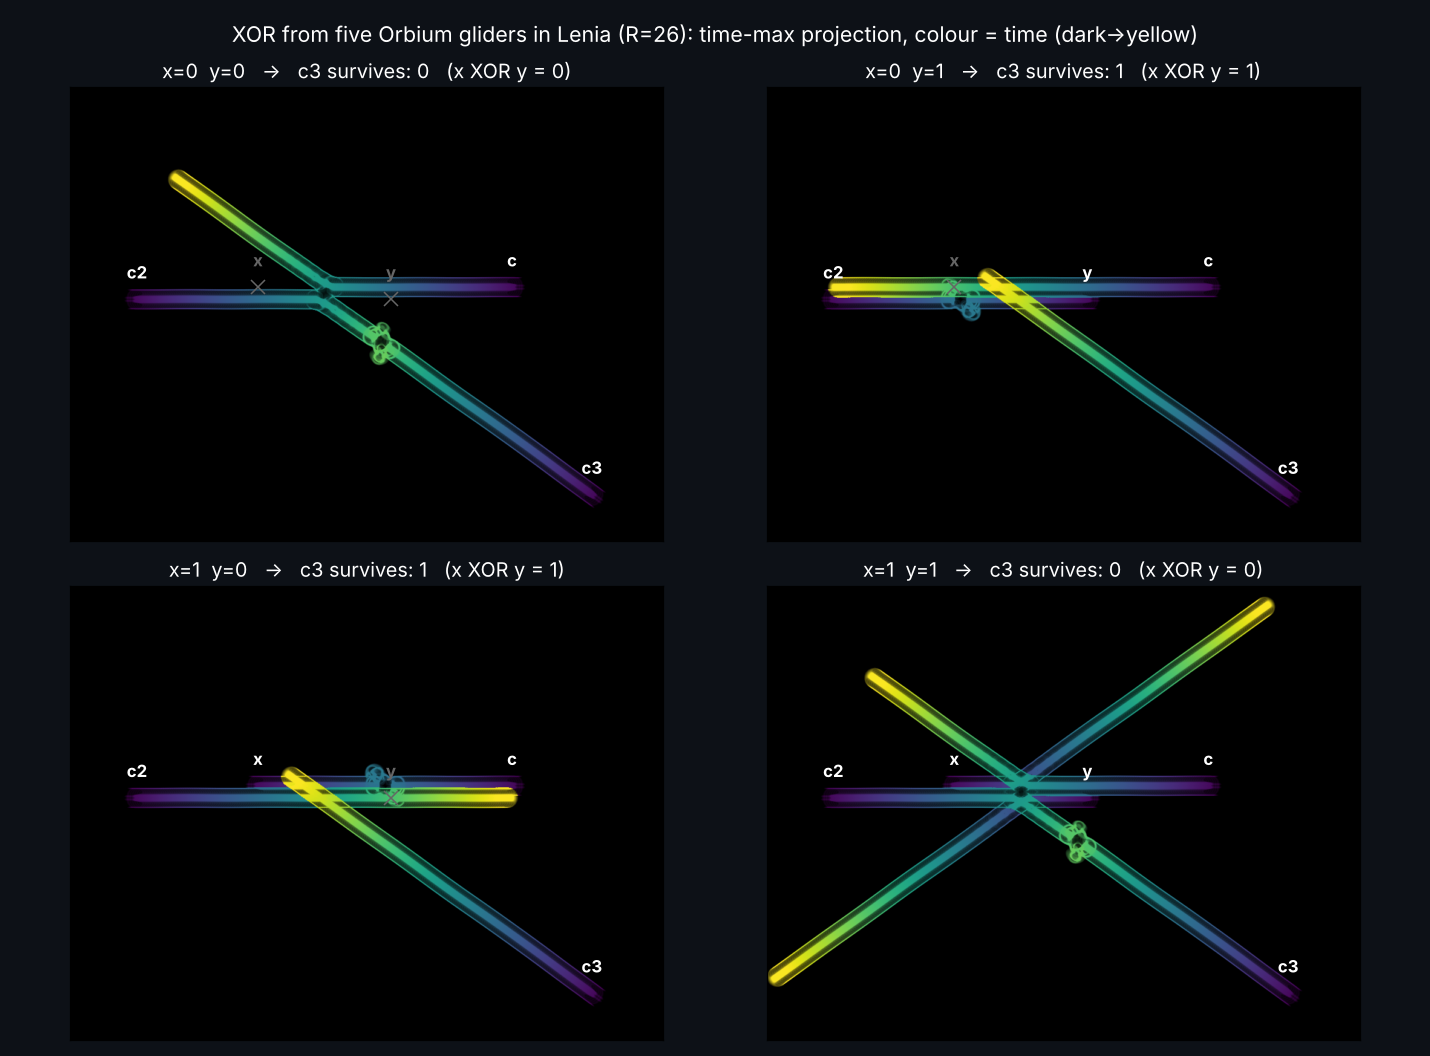 XOR from five Orbium gliders in Lenia (R=26): time-max projection, colour = time (dark→yellow)
x=0 y=0 → c3 survives: 0 (x XOR y = 0)
x=0 y=1 → c3 survives: 1 (x XOR y = 1)
x
c
c2
y
c3
x
c
c2
y
c3
x=1 y=0 → c3 survives: 1 (x XOR y = 1)
x=1 y=1 → c3 survives: 0 (x XOR y = 0)
x
c
c2
y
c3
x
c
c2
y
c3